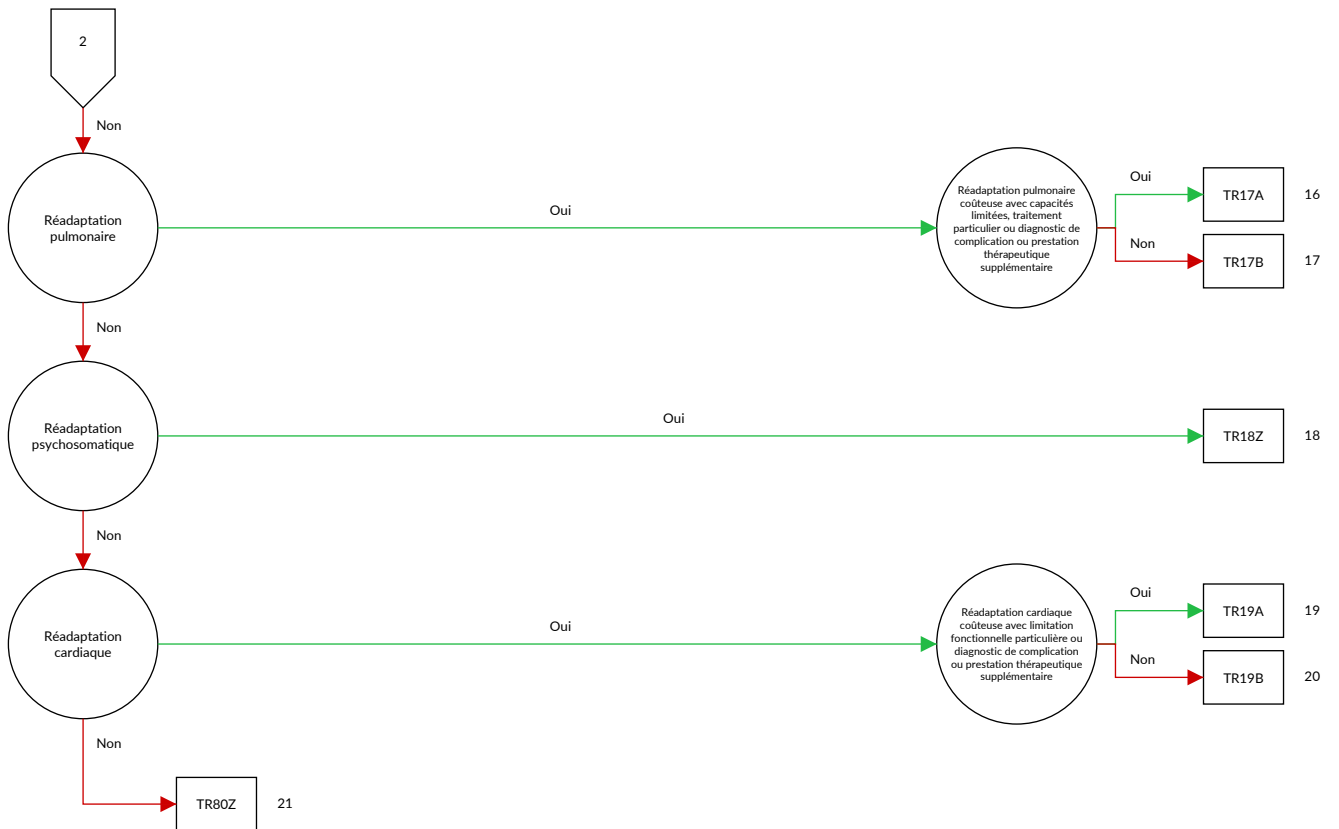 2
Non
Réadaptation
pulmonaire
Oui
Réadaptation pulmonaire
coûteuse avec capacités
limitées, traitement
particulier ou diagnostic de
complication ou prestation
thérapeutique
supplémentaire
Oui
TR17A
16
Non
TR17B
17
Non
Réadaptation
psychosomatique
Oui
TR18Z
18
Non
Réadaptation
cardiaque
Oui
Réadaptation cardiaque
coûteuse avec limitation
fonctionnelle particulière ou
diagnostic de complication
ou prestation thérapeutique
supplémentaire
Oui
TR19A
19
Non
TR19B
20
Non
TR80Z
21